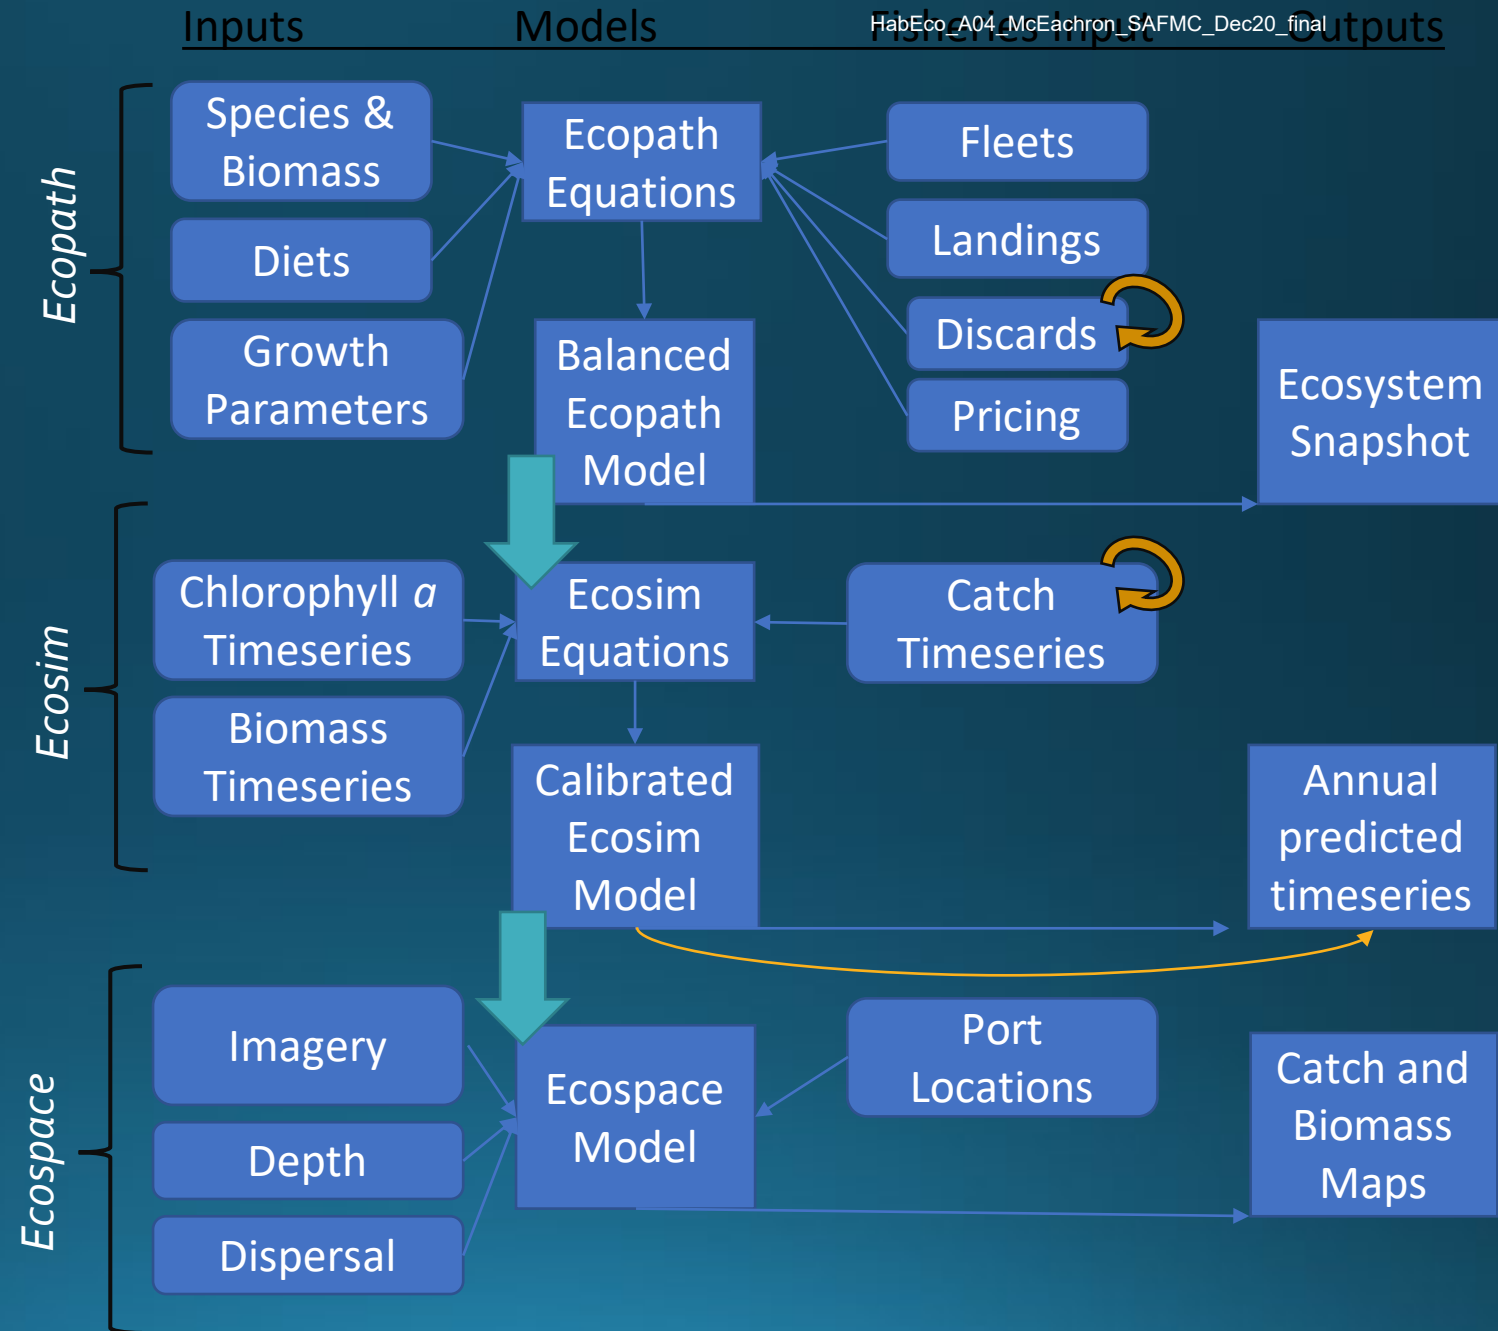 Inputs
Models
Fisheries Input
Outputs
HabEco_A04_McEachron_SAFMC_Dec20_final
Ecopath
Species &
Biomass
Diets
Growth
Parameters
Ecopath
Equations
Balanced
Ecopath
Model
Fleets
Landings
Discards
Pricing
Ecosystem
Snapshot
Ecosim
Chlorophyll a
Timeseries
Biomass
Timeseries
Ecosim
Equations
Calibrated
Ecosim
Model
Catch
Timeseries
Annual
predicted
timeseries
Ecospace
Imagery
Depth
Dispersal
Ecospace
Model
Port
Locations
Catch and
Biomass
Maps